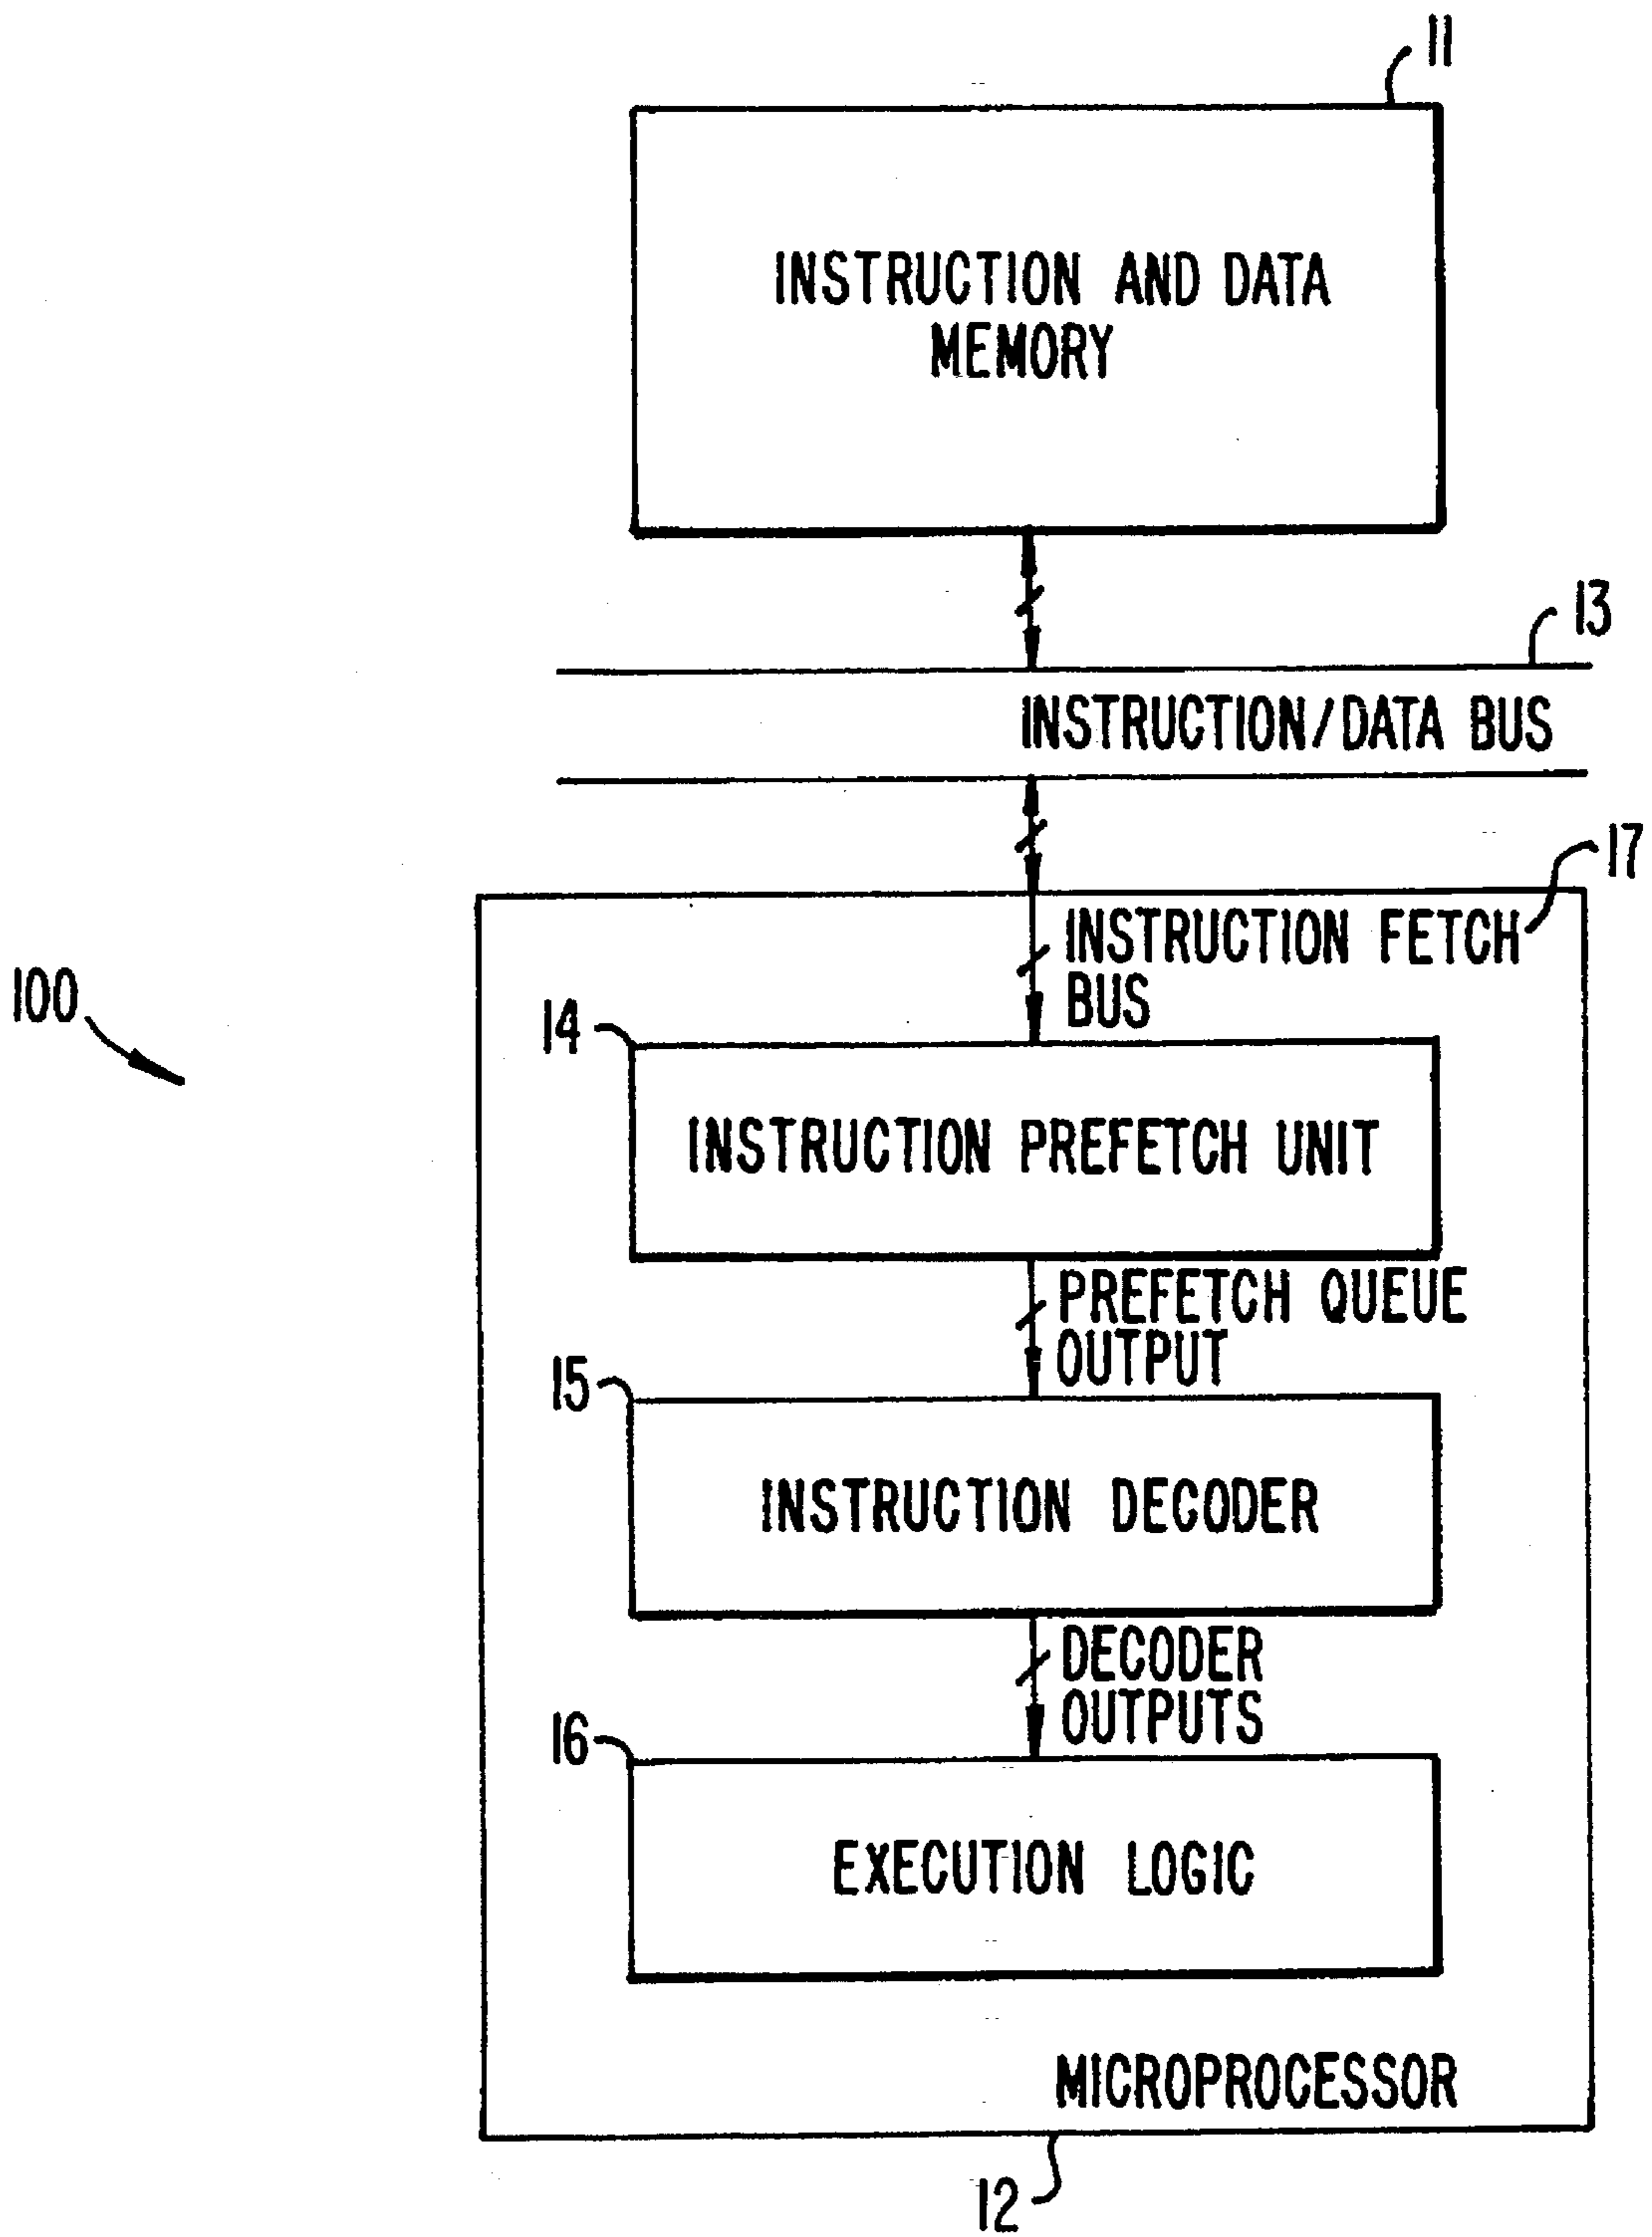 11
INSTRUCTION AND DATA
MEMORY
13
INSTRUCTION/DATA BUS
17
INSTRUCTION FETCH
BUS
100
14
INSTRUCTION PREFETCH UNIT
PREFETCH QUEUE
OUTPUT
15
INSTRUCTION DECODER
DECODER
OUTPUTS
16
EXECUTION LOGIC
MICROPROCESSOR
12